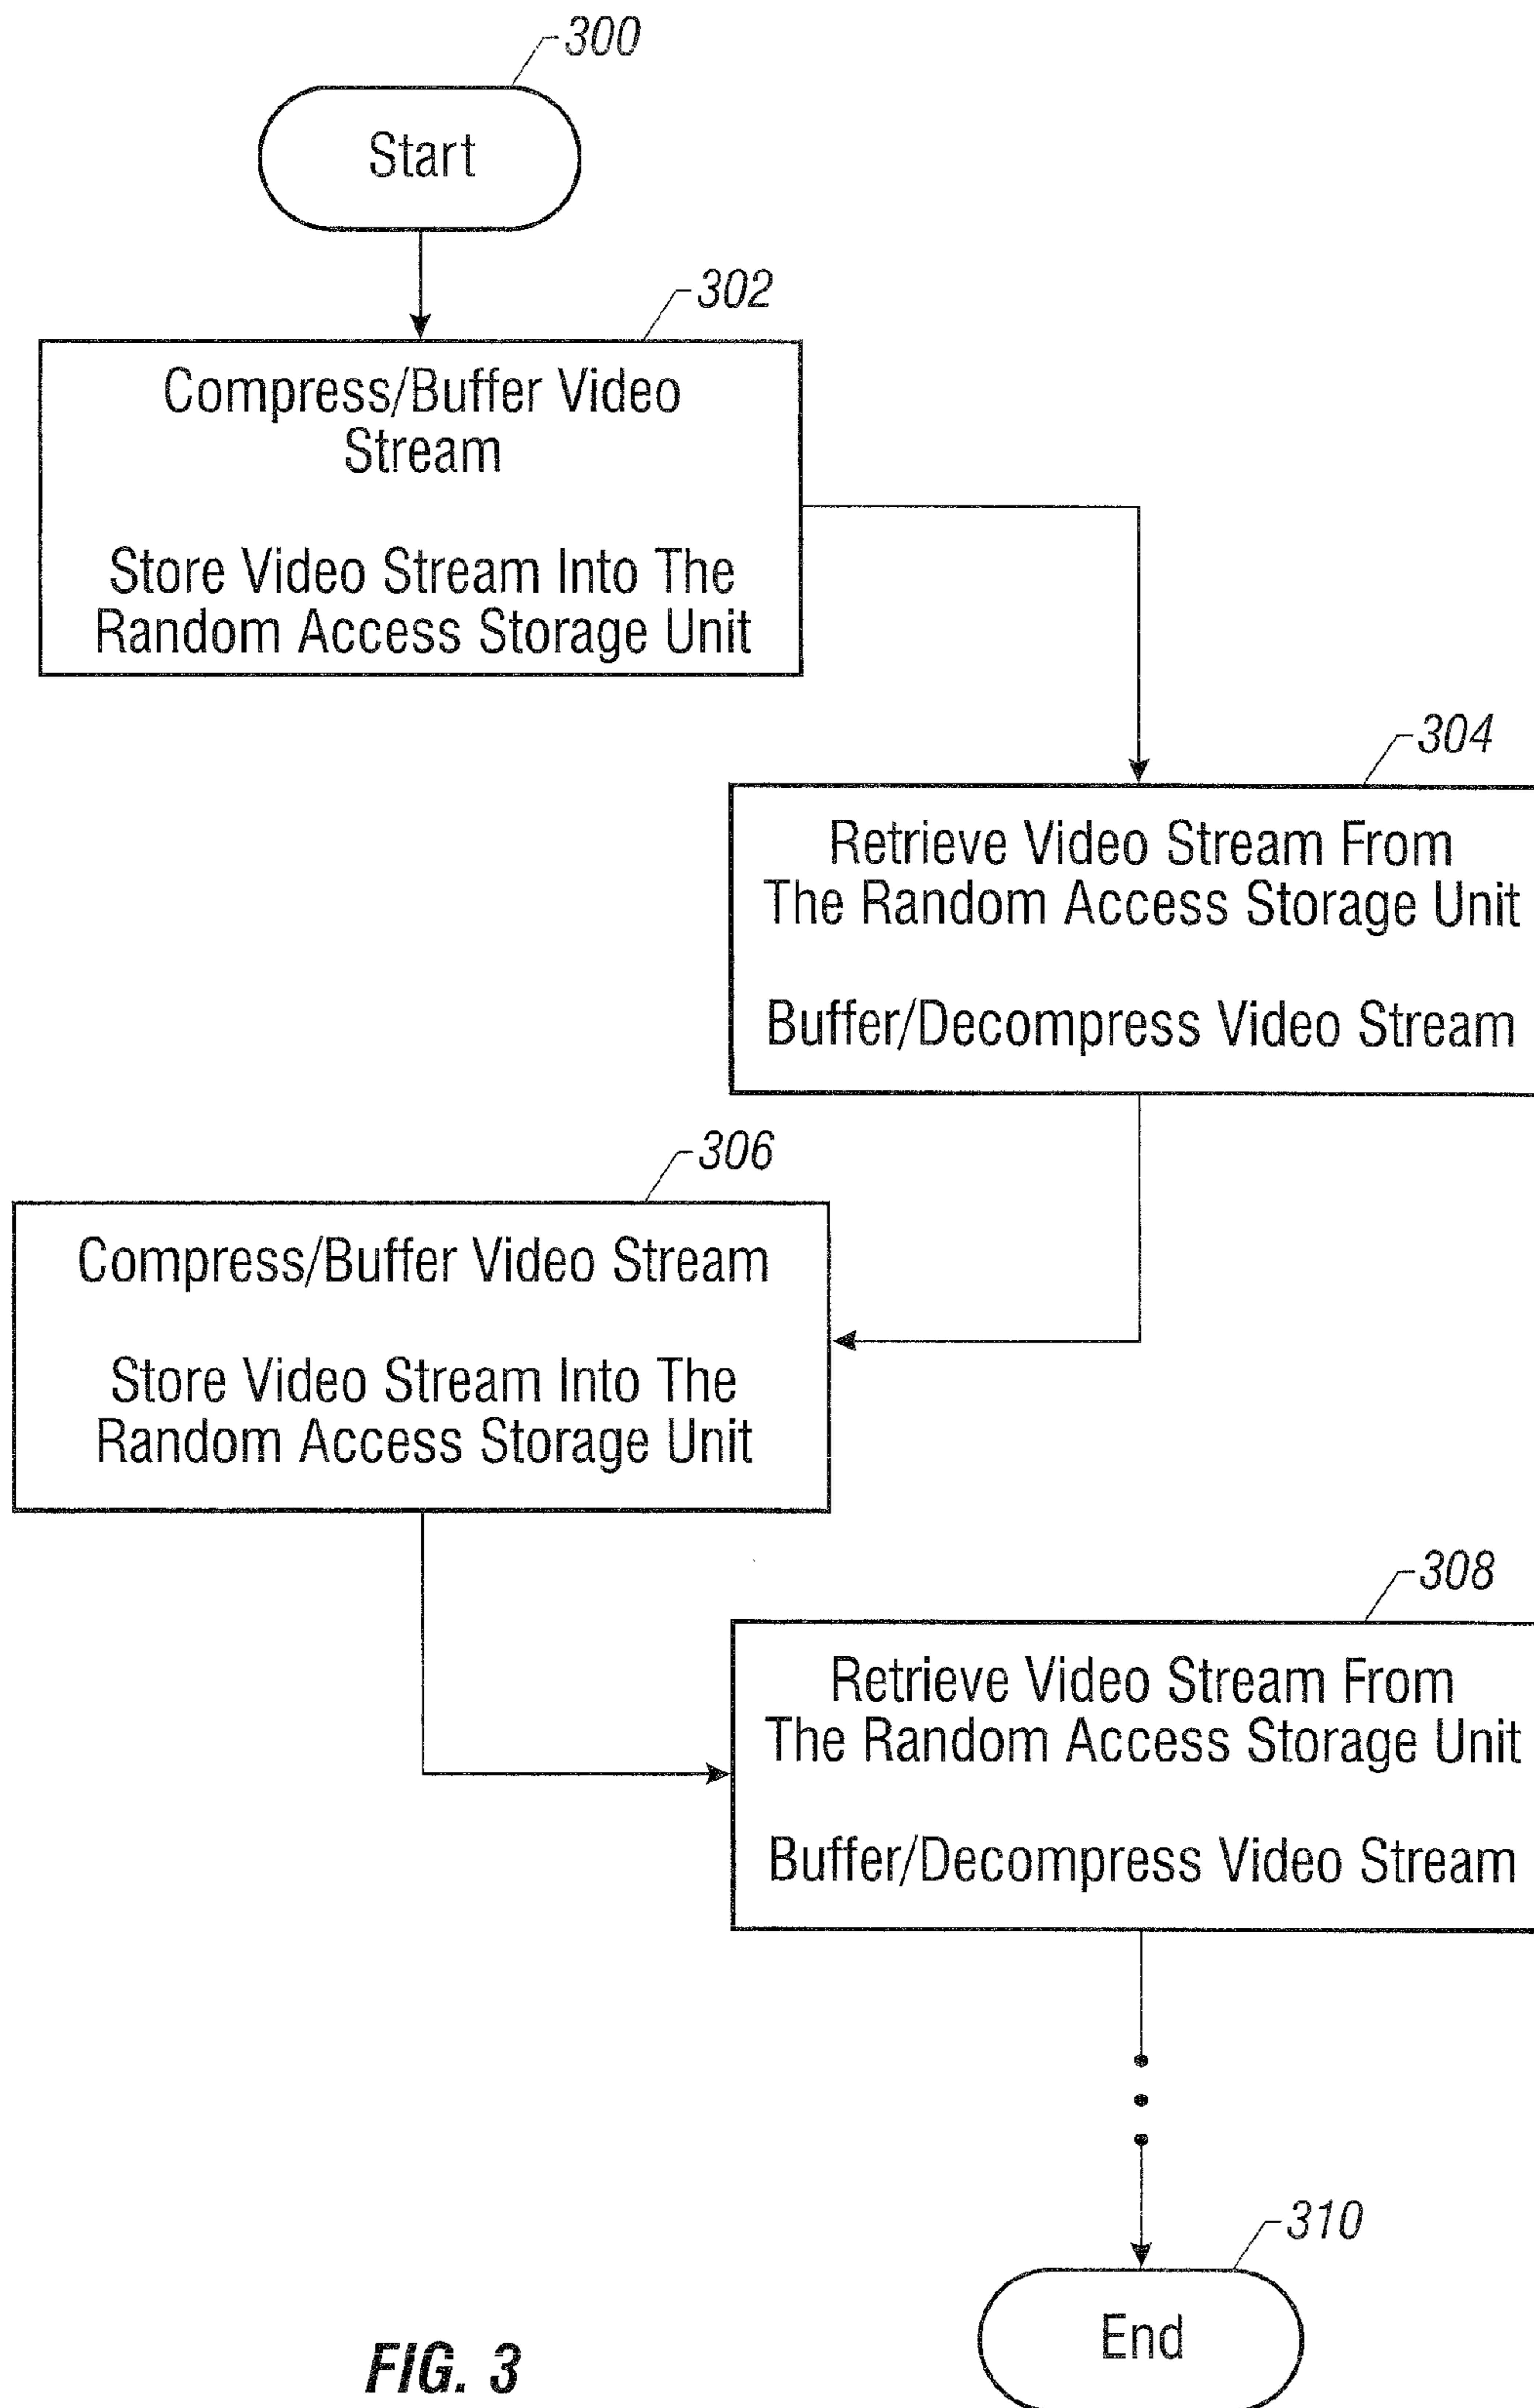 300
Start
302
Compress/Buffer Video
Stream
Store Video Stream Into The
Random Access Storage Unit
304
Retrieve Video Stream From
The Random Access Storage Unit
Buffer/Decompress Video Stream
306
Compress/Buffer Video Stream
Store Video Stream Into The
Random Access Storage Unit
308
Retrieve Video Stream From
The Random Access Storage Unit
Buffer/Decompress Video Stream
310
End
FIG. 3